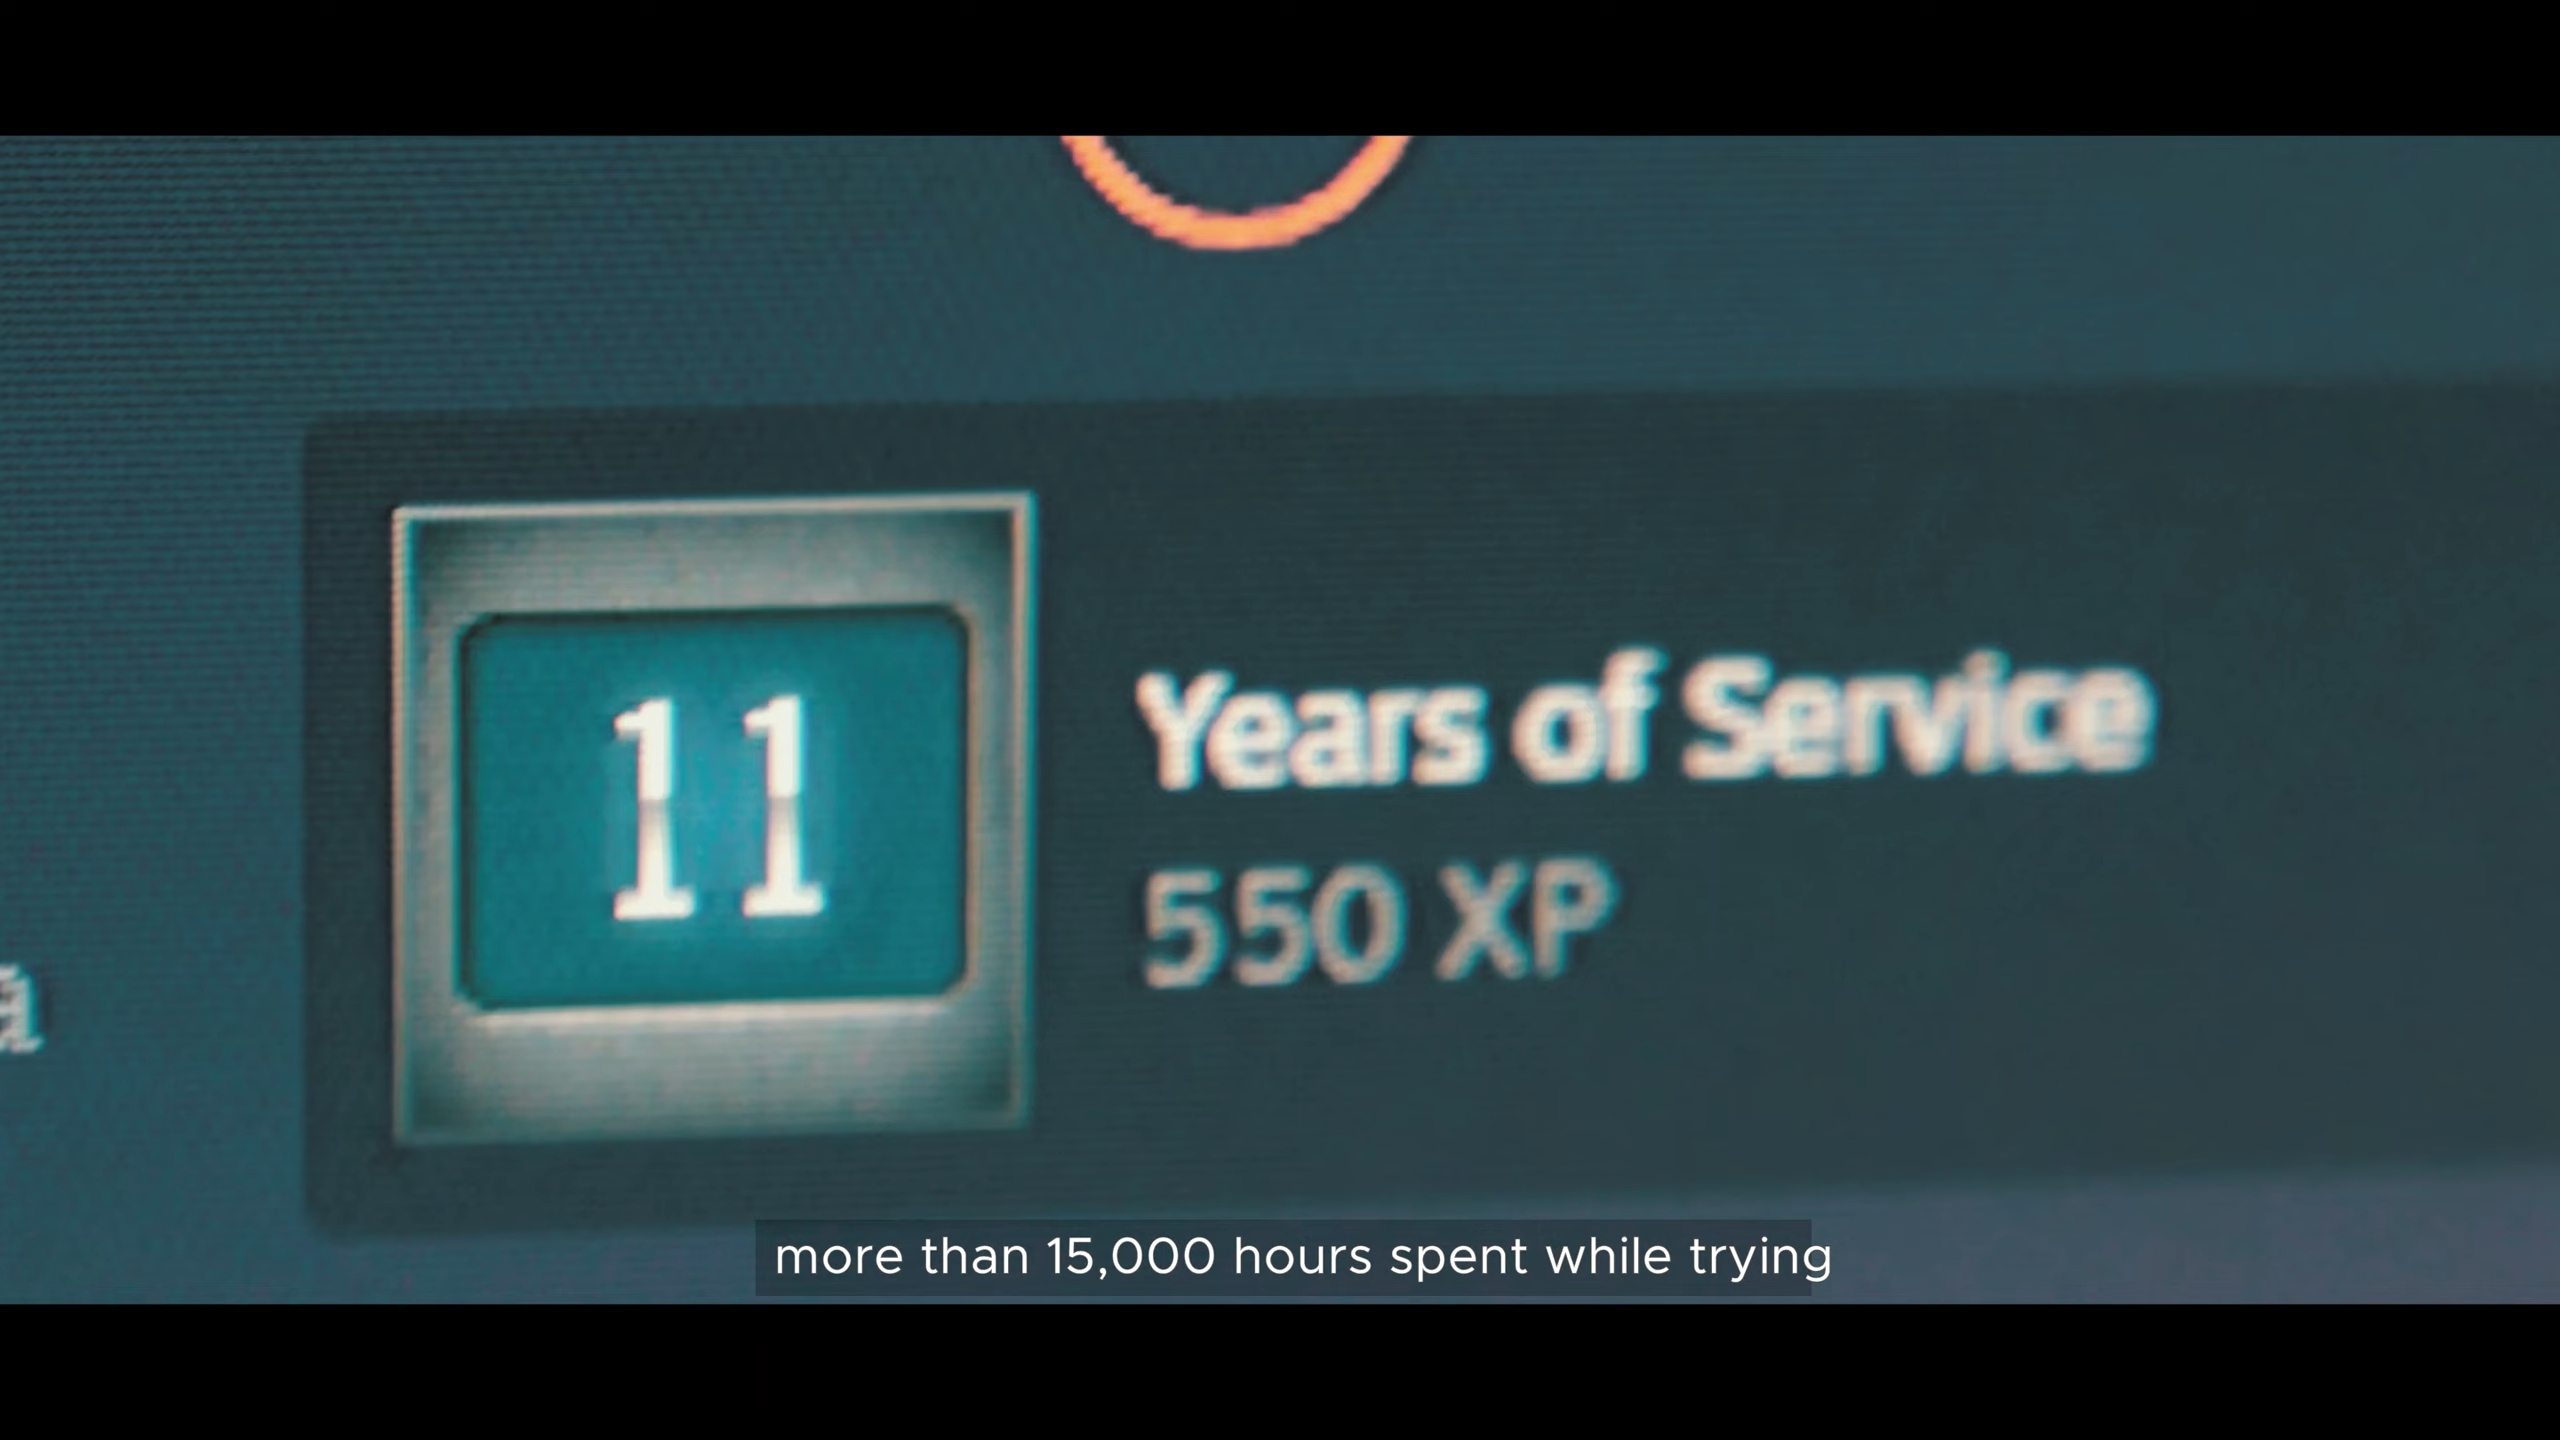 11
Years of Service
550 XP
a
more than 15,000 hours spent while trying